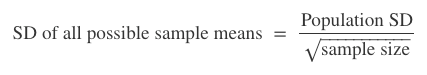 SD of all possible sample means = Population SD / √sample size